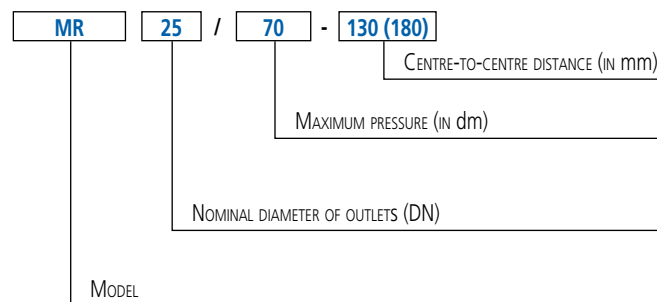 MR 25 / 70 - 130 (180)
Centre-to-centre distance (in mm)
Maximum pressure (in dm)
Nominal diameter of outlets (DN)
Model